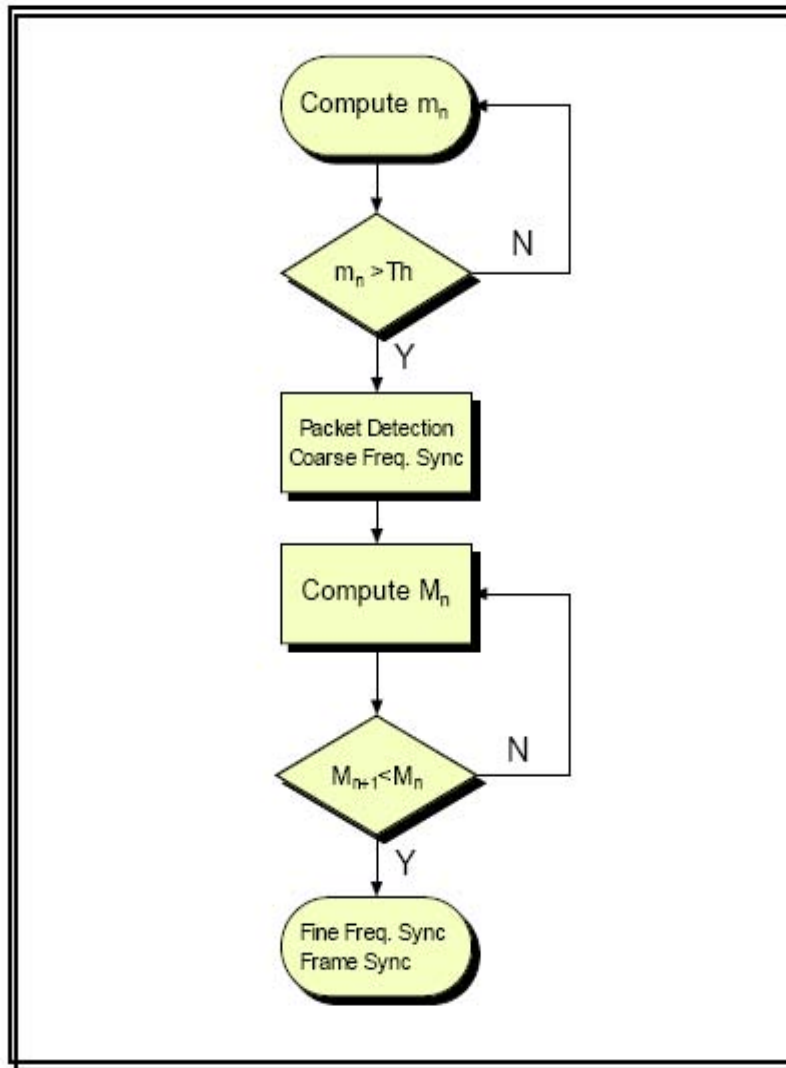 Compute mn
mn >Th
N
Y
Packet Detection
Coarse Freq. Sync
Compute Mn
Mn+1<Mn
N
Y
Fine Freq. Sync
Frame Sync